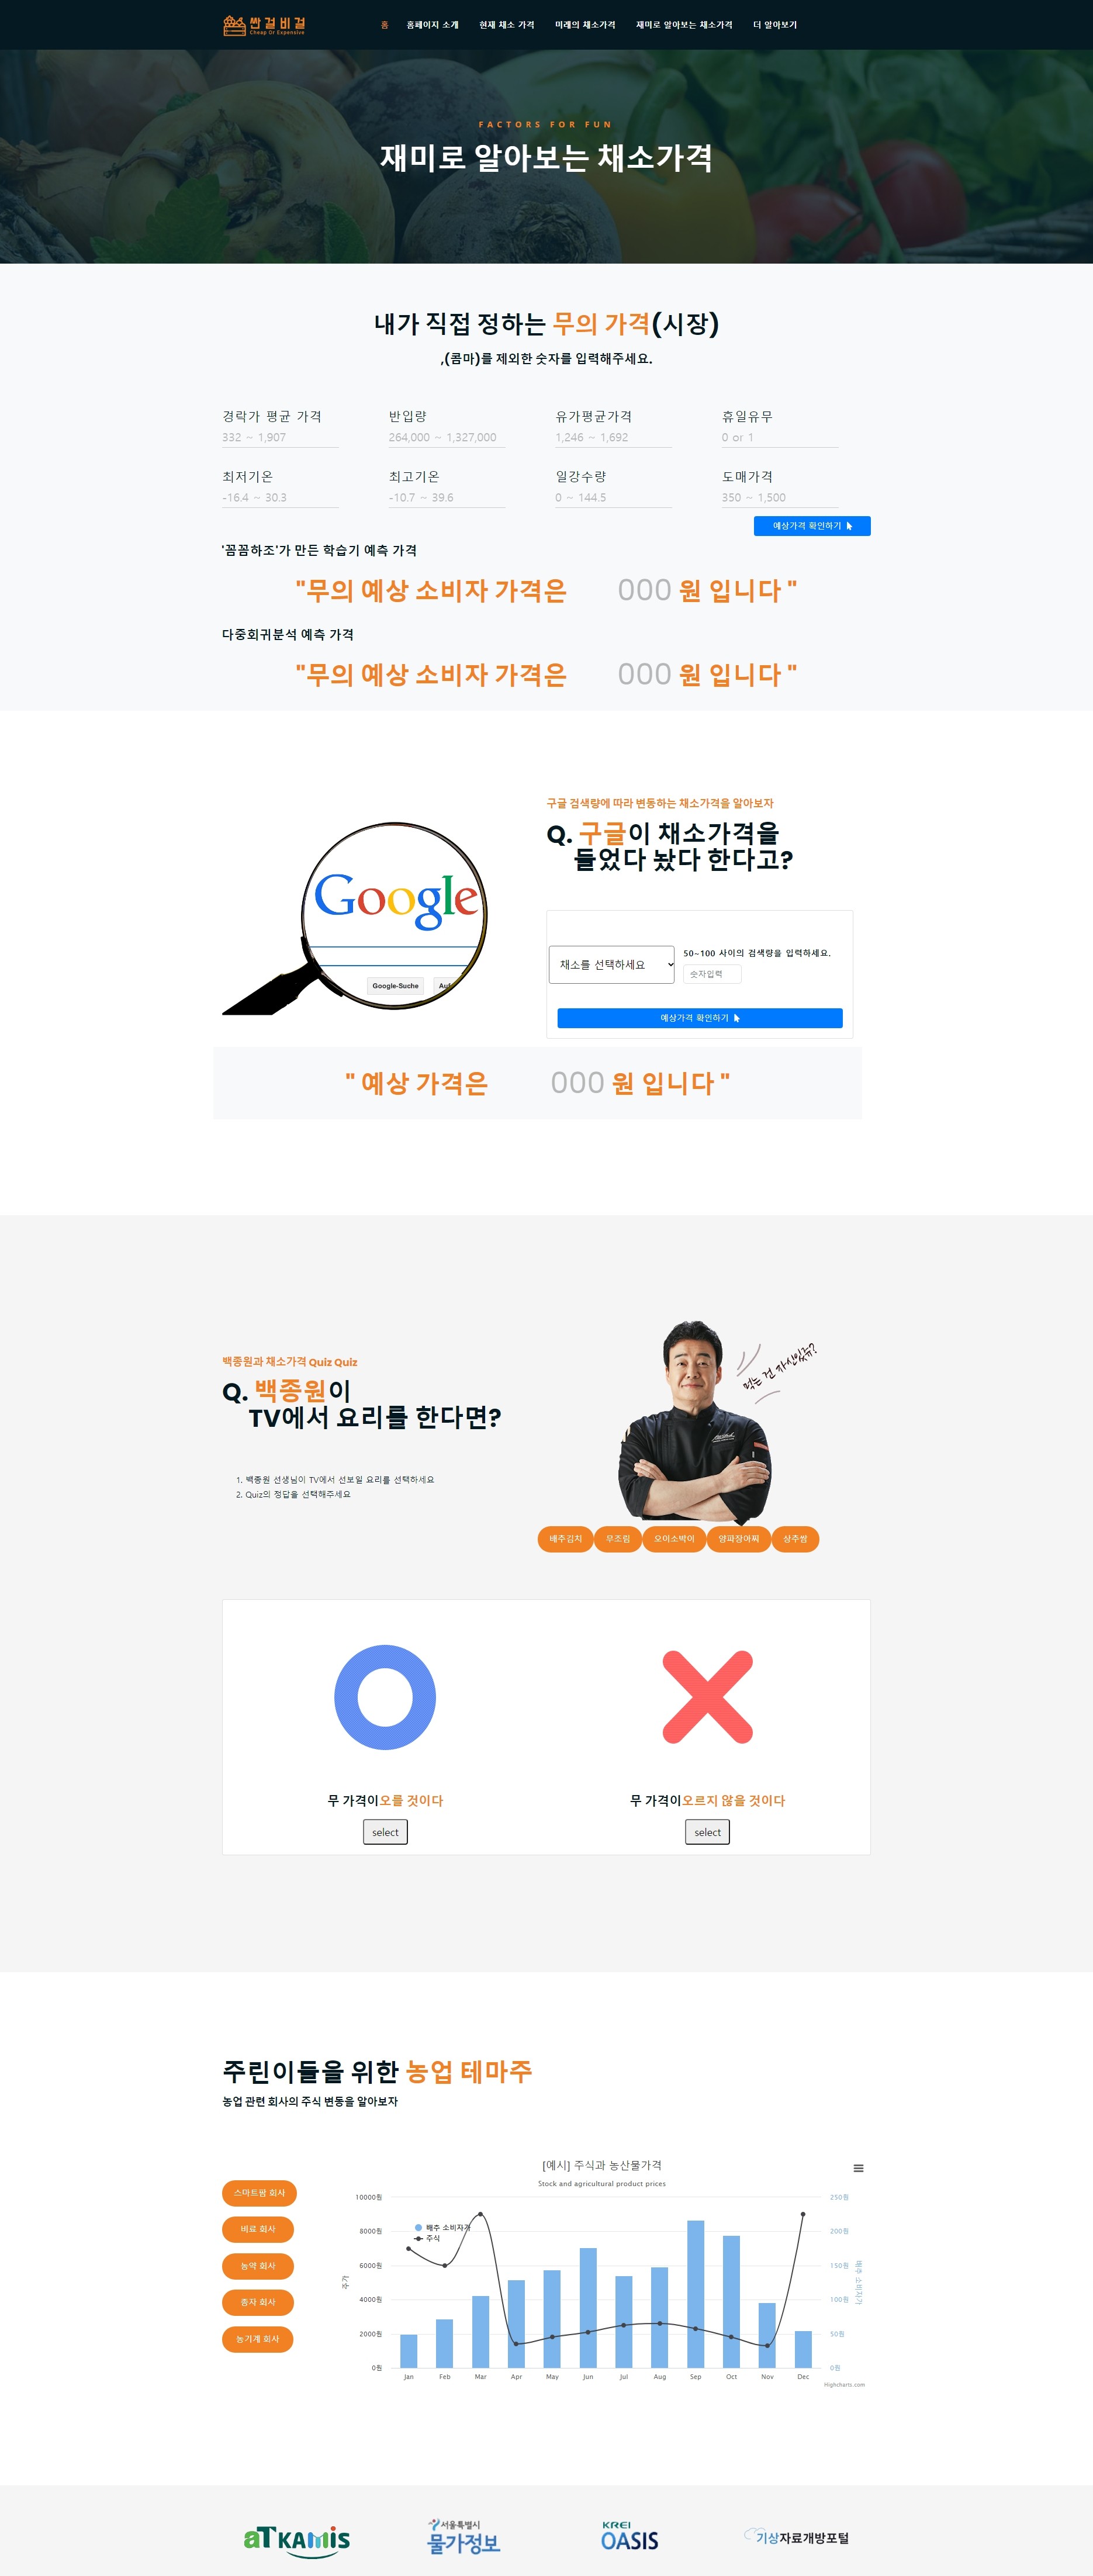 싼걸비걸
Cheap Or Expensive
홈 홈페이지 소개 현재 채소 가격 미래의 채소가격 재미로 알아보는 채소가격 더 알아보기
FACTORS FOR FUN
재미로 알아보는 채소가격
내가 직접 정하는 무의 가격(시장)
,(콤마)를 제외한 숫자를 입력해주세요.
경락가 평균 가격 반입량 유가평균가격 휴일유무
332 ~ 1,907 264,000 ~ 1,327,000 1,246 ~ 1,692 0 or 1
최저기온 최고기온 일강수량 도매가격
-16.4 ~ 30.3 -10.7 ~ 39.6 0 ~ 144.5 350 ~ 1,500
예상가격 확인하기
'꼼꼼하조'가 만든 학습기 예측 가격
"무의 예상 소비자 가격은 000 원 입니다 "
다중회귀분석 예측 가격
"무의 예상 소비자 가격은 000 원 입니다 "
구글 검색량에 따라 변동하는 채소가격을 알아보자
Q. 구글이 채소가격을
들었다 놨다 한다고?
Google
Google-Suche Auf
채소를 선택하세요
50~100 사이의 검색량을 입력하세요.
숫자입력
예상가격 확인하기
" 예상 가격은 000 원 입니다 "
백종원과 채소가격 Quiz Quiz
Q. 백종원이
TV에서 요리를 한다면?
먹는 건 자신있쥬?
1. 백종원 선생님이 TV에서 선보일 요리를 선택하세요
2. Quiz의 정답을 선택해주세요
배추김치 무조림 오이소박이 양파장아찌 상추쌈
무 가격이오를 것이다 무 가격이오르지 않을 것이다
select select
주린이들을 위한 농업 테마주
농업 관련 회사의 주식 변동을 알아보자
스마트팜 회사
비료 회사
농약 회사
종자 회사
농기계 회사
[예시] 주식과 농산물가격
Stock and agricultural product prices
10000원 250원
8000원 200원
6000원 150원
4000원 100원
2000원 50원
0원 0원
주가
배추 소비자가
배추 소비자가
주식
Jan Feb Mar Apr May Jun Jul Aug Sep Oct Nov Dec
Highcharts.com
aT KAMIS
서울특별시
물가정보
KREI
OASIS
기상자료개방포털